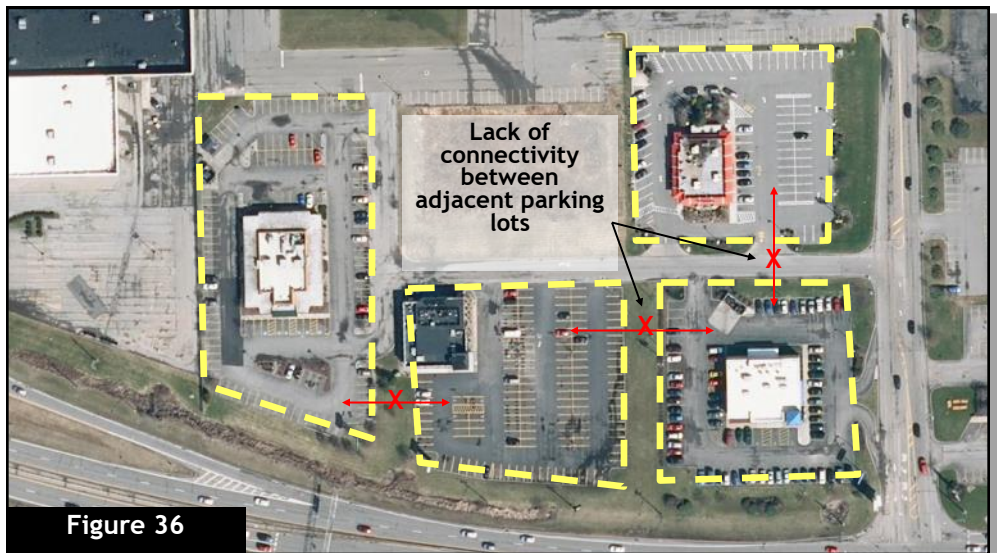 Lack of
connectivity
between
adjacent parking
lots
X
X
X
Figure 36